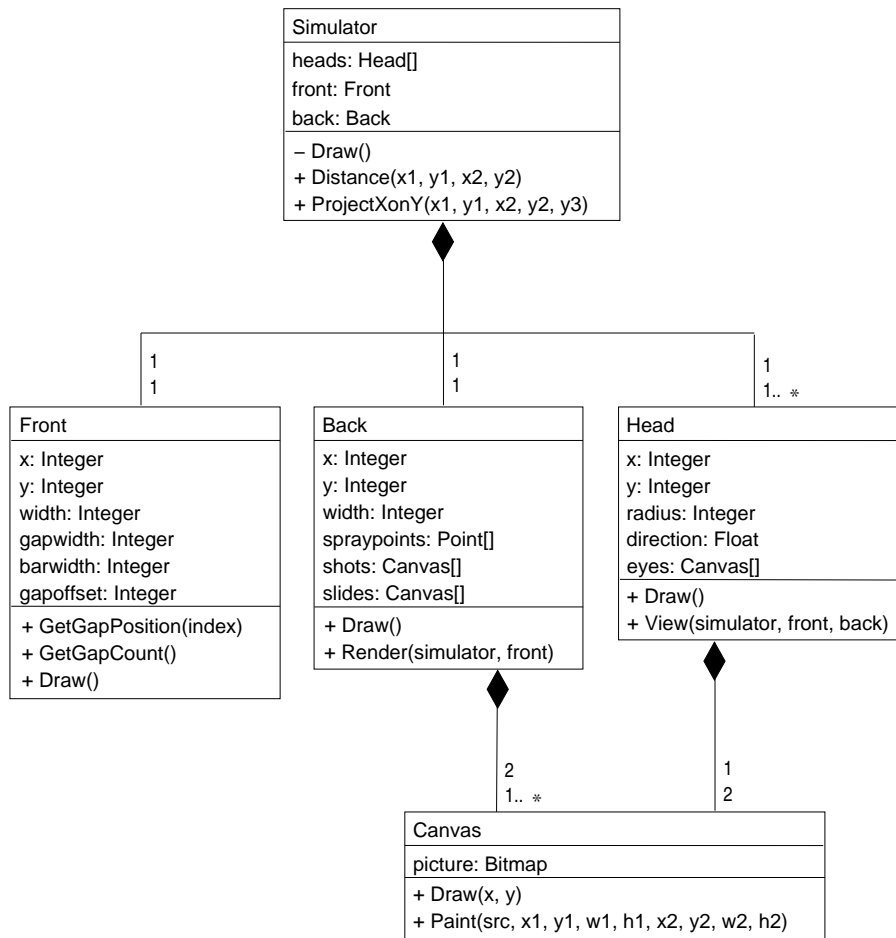 Simulator
heads: Head[]
front: Front
back: Back
– Draw()
+ Distance(x1, y1, x2, y2)
+ ProjectXonY(x1, y1, x2, y2, y3)
1
1
1
1
1
1.. *
Front
x: Integer
y: Integer
width: Integer
gapwidth: Integer
barwidth: Integer
gapoffset: Integer
+ GetGapPosition(index)
+ GetGapCount()
+ Draw()
Back
x: Integer
y: Integer
width: Integer
spraypoints: Point[]
shots: Canvas[]
slides: Canvas[]
+ Draw()
+ Render(simulator, front)
Head
x: Integer
y: Integer
radius: Integer
direction: Float
eyes: Canvas[]
+ Draw()
+ View(simulator, front, back)
2
1.. *
1
2
Canvas
picture: Bitmap
+ Draw(x, y)
+ Paint(src, x1, y1, w1, h1, x2, y2, w2, h2)